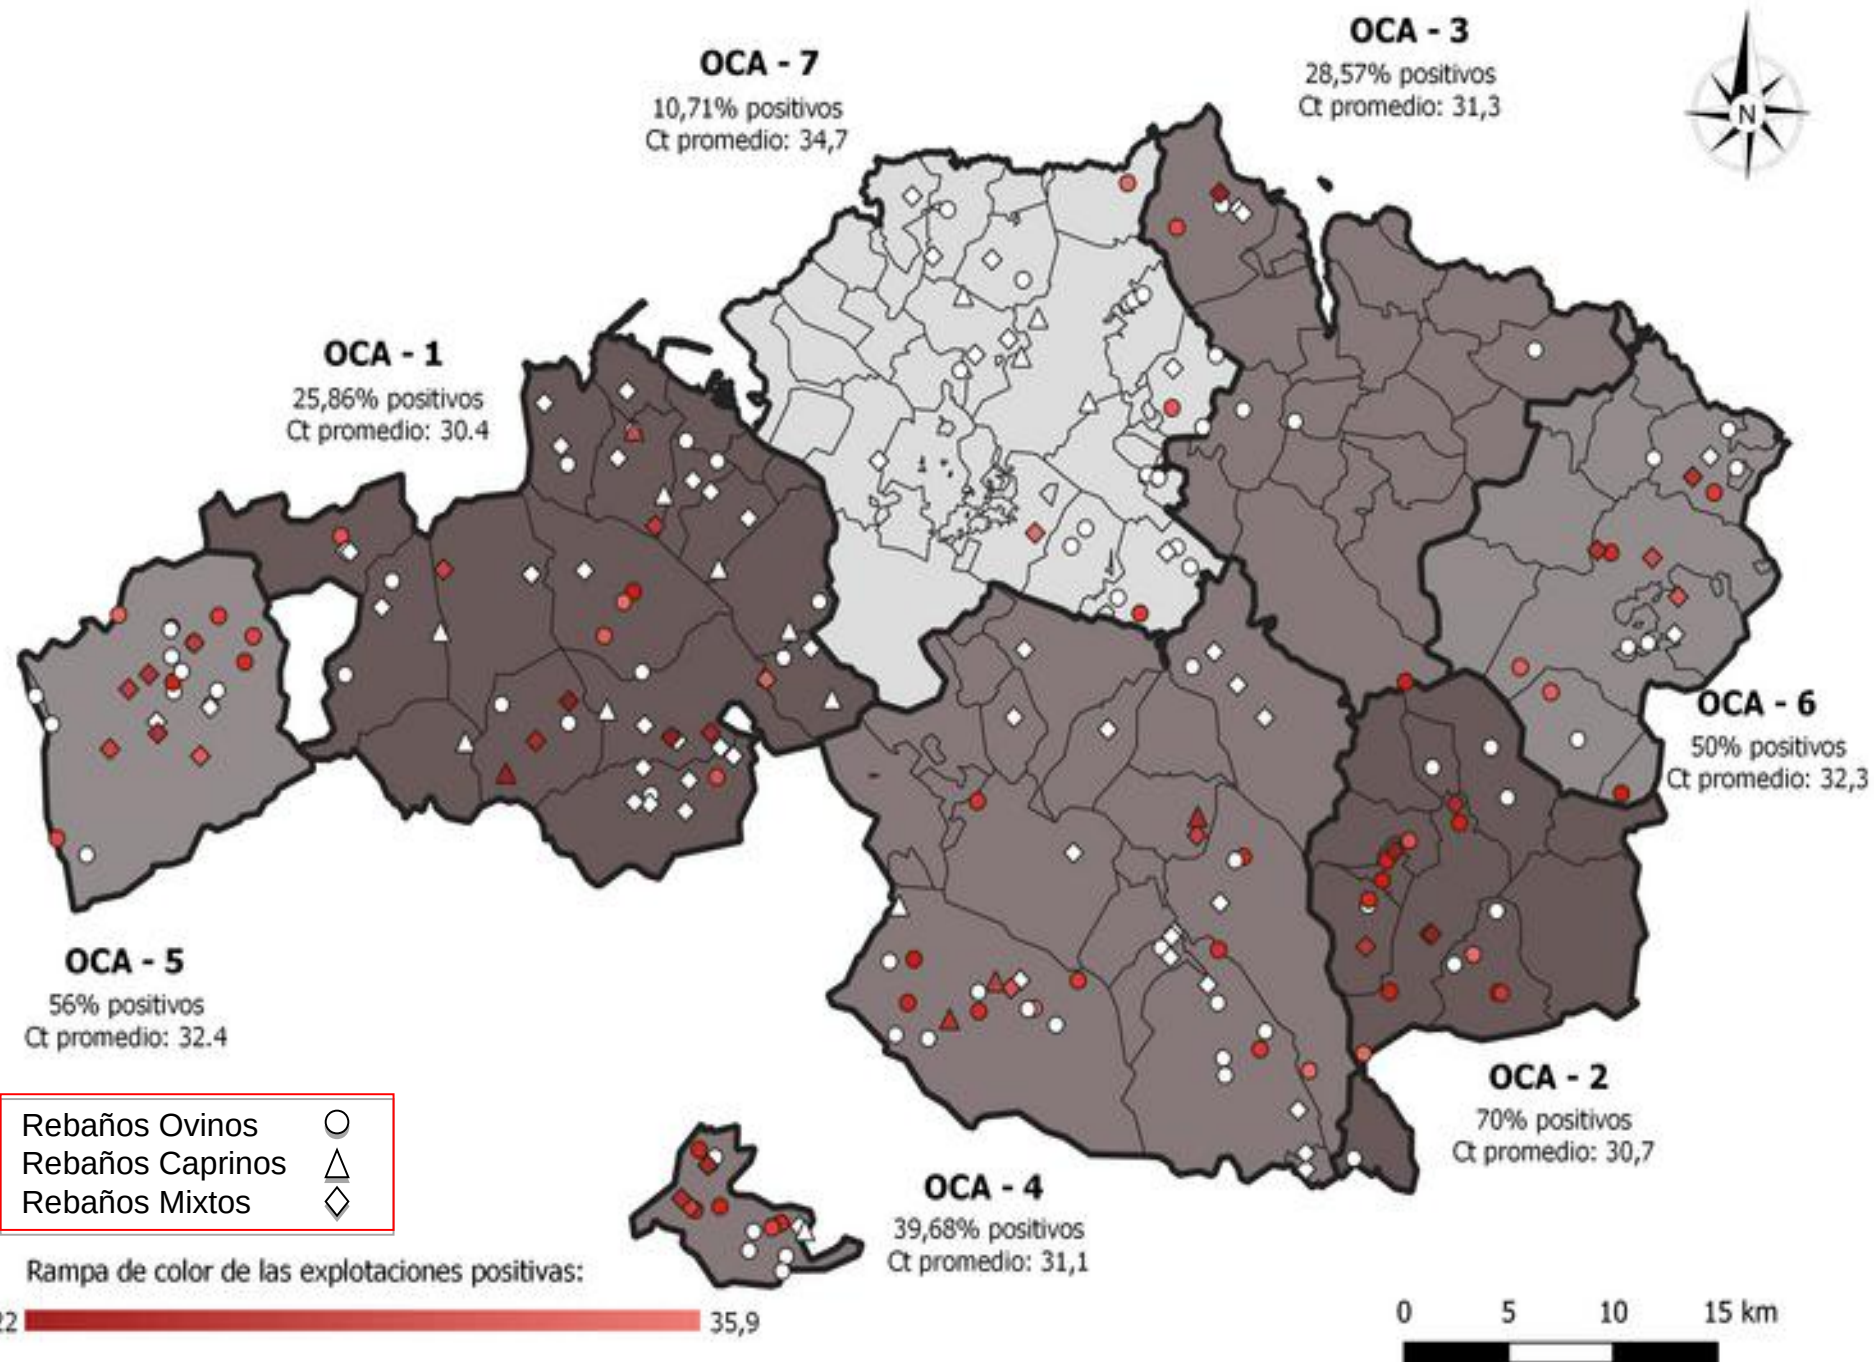 OCA - 3
28,57% positivos
Ct promedio: 31,3
OCA - 7
10,71% positivos
Ct promedio: 34,7
N
OCA - 1
25,86% positivos
Ct promedio: 30.4
OCA - 6
50% positivos
Ct promedio: 32,3
OCA - 5
56% positivos
Ct promedio: 32.4
OCA - 2
70% positivos
Ct promedio: 30,7
OCA - 4
39,68% positivos
Ct promedio: 31,1
Rebaños Ovinos
Rebaños Caprinos
Rebaños Mixtos
Rampa de color de las explotaciones positivas:
22 35,9
0 5 10 15 km